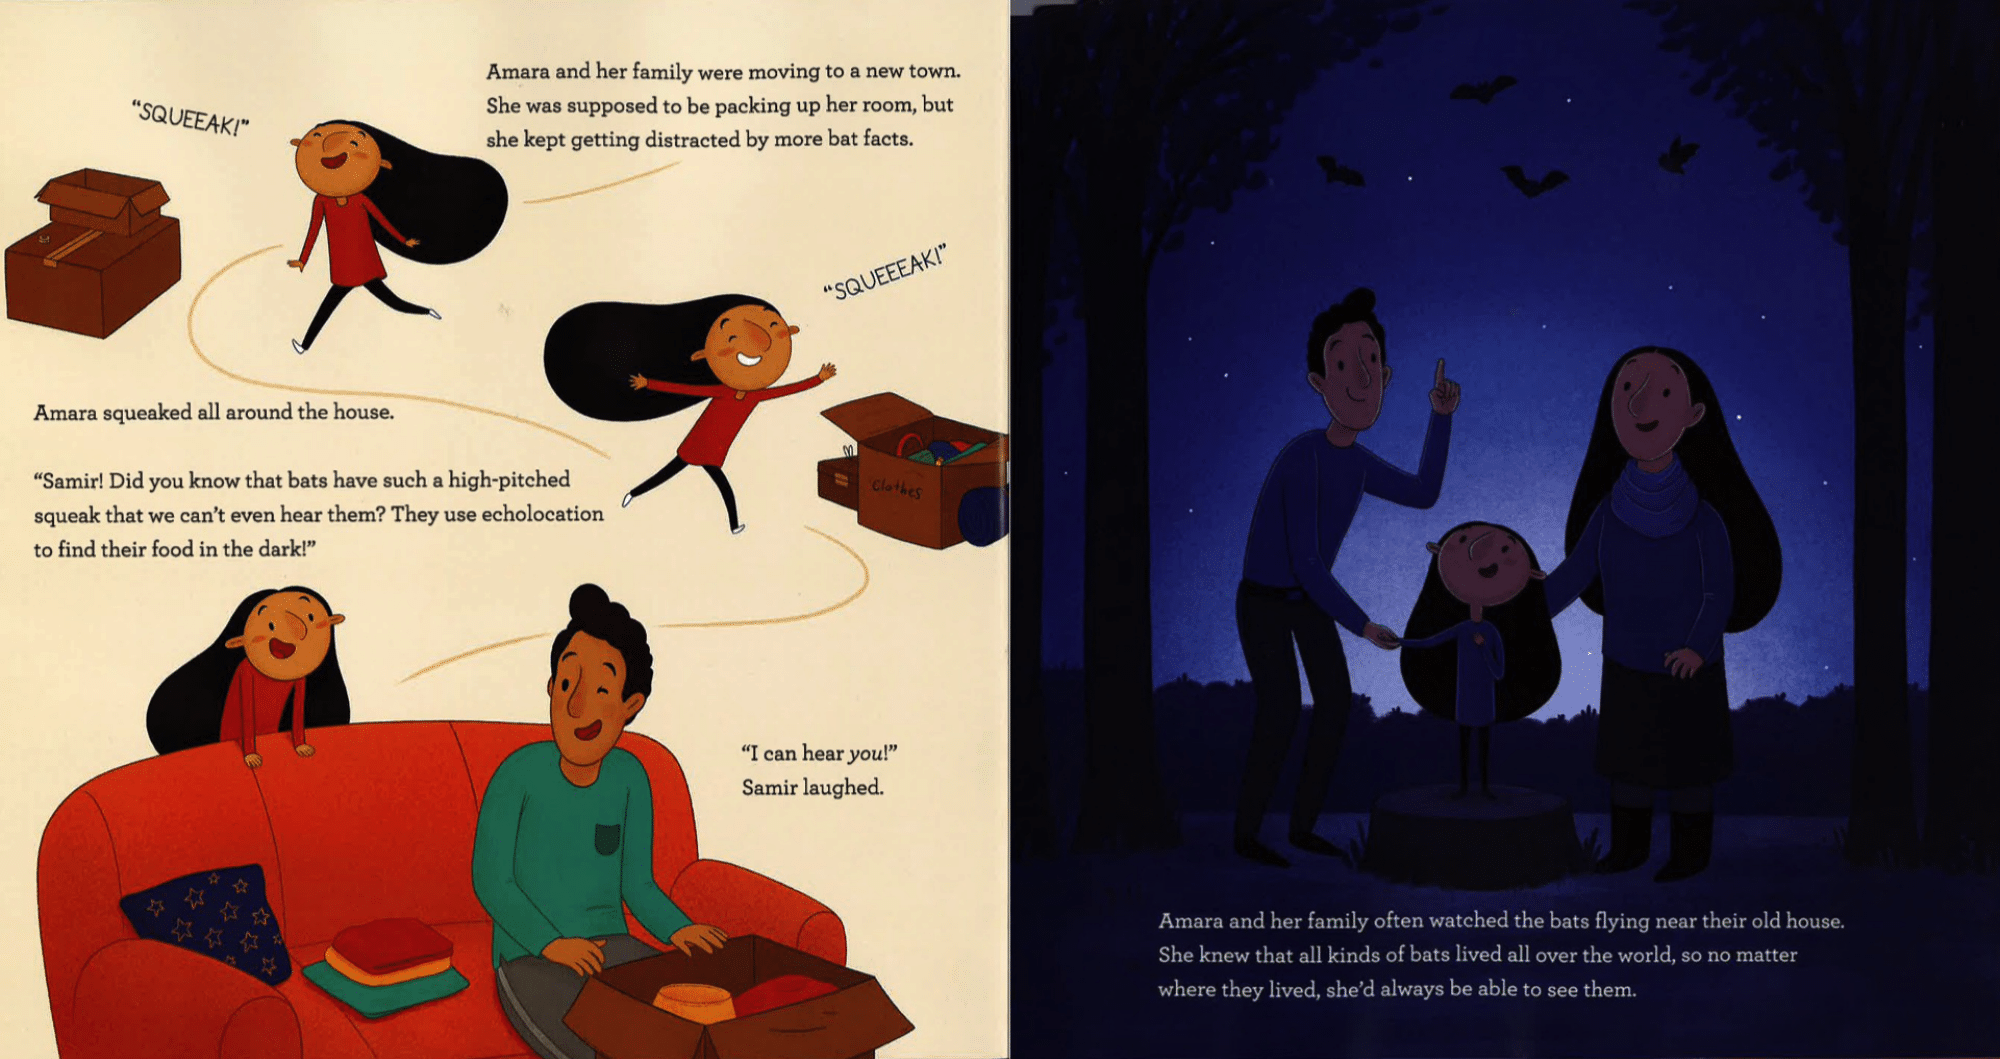 "SQUEEAK!"
Amara and her family were moving to a new town.
She was supposed to be packing up her room, but
she kept getting distracted by more bat facts.
"SQUEEEAK!"
Amara squeaked all around the house.
"Samir! Did you know that bats have such a high-pitched
squeak that we can't even hear them? They use echolocation
to find their food in the dark!"
Clothes
"I can hear you!"
Samir laughed.
Amara and her family often watched the bats flying near their old house.
She knew that all kinds of bats lived all over the world, so no matter
where they lived, she'd always be able to see them.